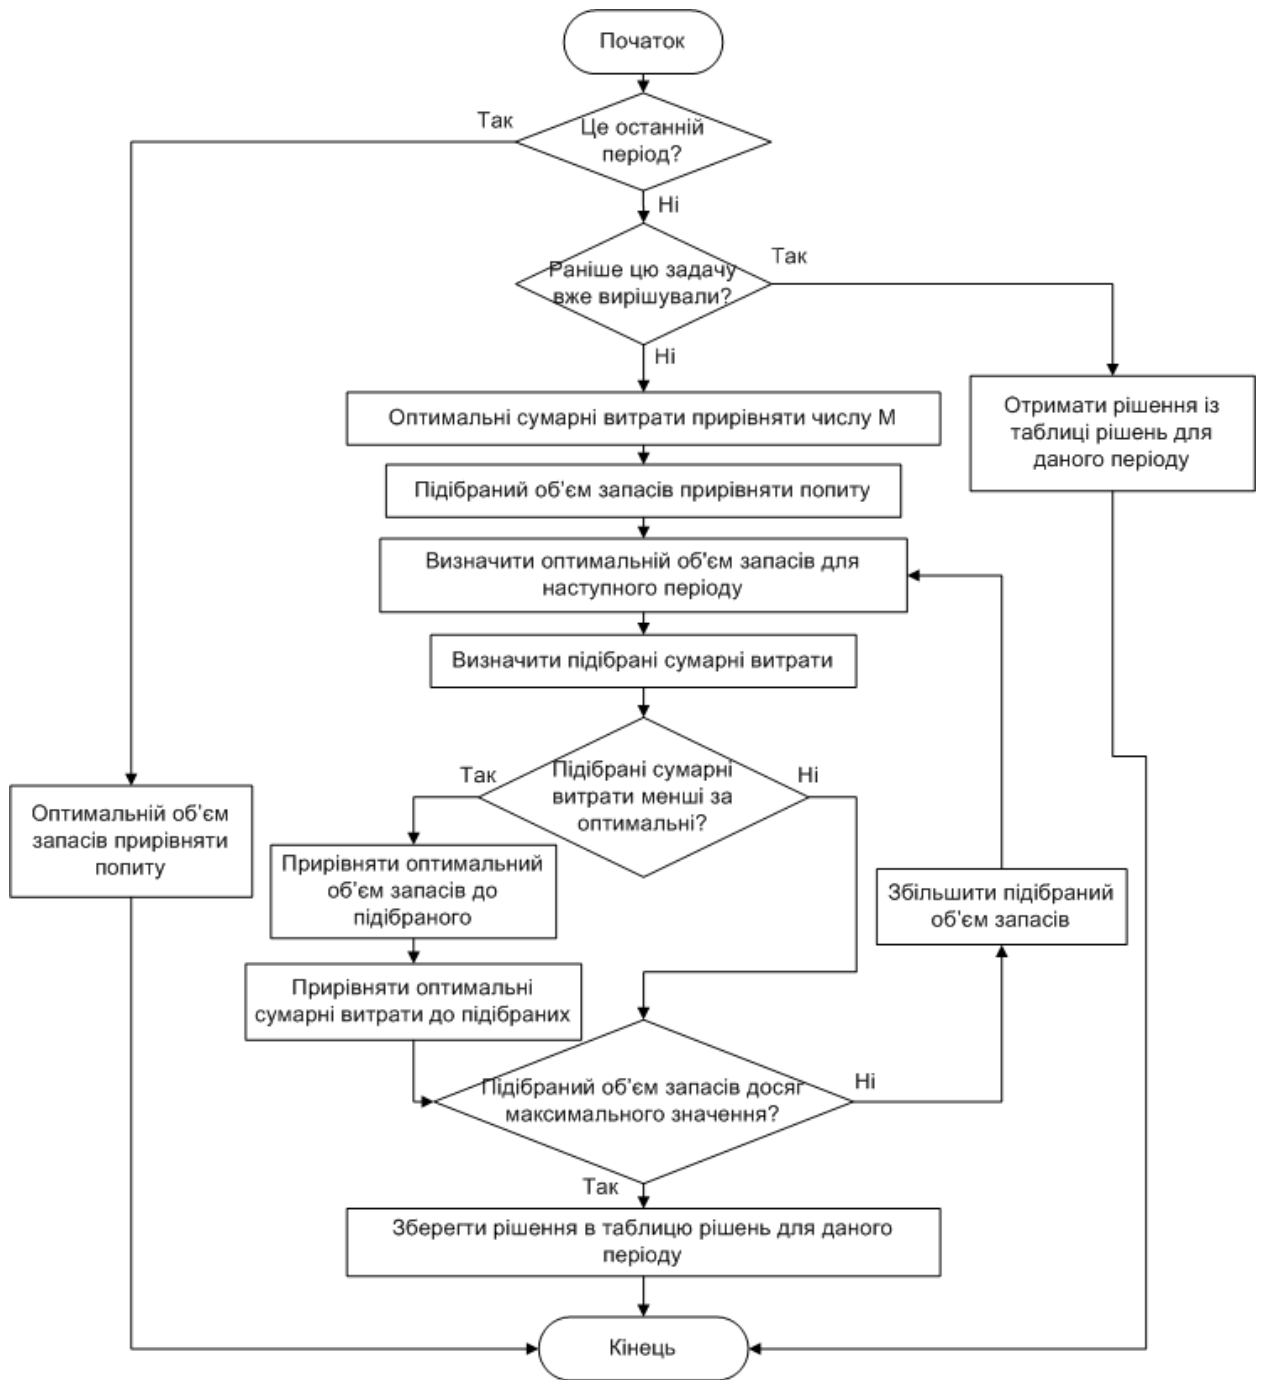 Початок
Так
Це останній
період?
Ні
Раніше цю задачу
вже вирішували?
Так
Ні
Оптимальні сумарні витрати прирівняти числу М
Отримати рішення із
таблиці рішень для
даного періоду
Підібраний об'єм запасів прирівняти попиту
Визначити оптимальній об'єм запасів для
наступного періоду
Визначити підібрані сумарні витрати
Так
Підібрані сумарні
витрати менші за
оптимальні?
Ні
Оптимальній об'єм
запасів прирівняти
попиту
Прирівняти оптимальний
об'єм запасів до
підібраного
Збільшити підібраний
об'єм запасів
Прирівняти оптимальні
сумарні витрати до підібраних
Підібраний об'єм запасів досяг
максимального значення?
Ні
Так
Зберегти рішення в таблицю рішень для даного
періоду
Кінець